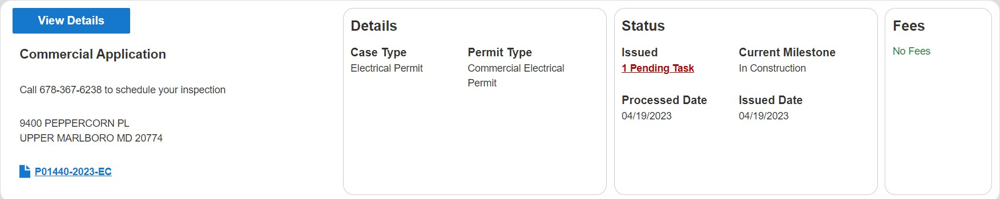 View Details
Commercial Application
Call 678-367-6238 to schedule your inspection
9400 PEPPERCORN PL
UPPER MARLBORO MD 20774
P01440-2023-EC
Details
Case Type
Electrical Permit
Permit Type
Commercial Electrical
Permit
Status
Issued
1 Pending Task
Current Milestone
In Construction
Processed Date
04/19/2023
Issued Date
04/19/2023
Fees
No Fees